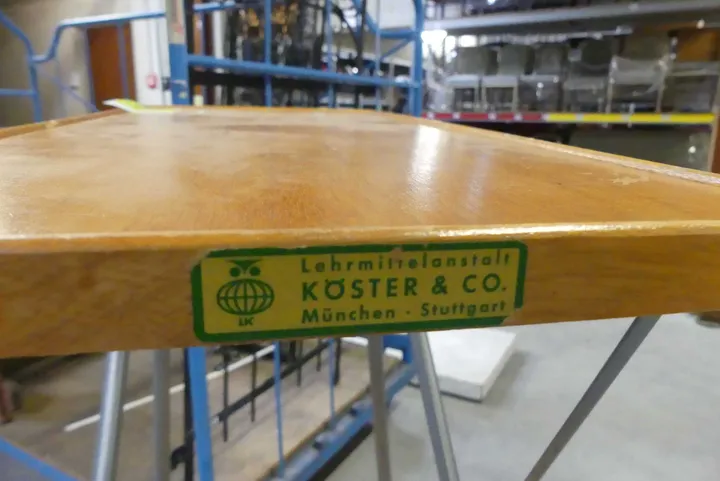 Lehrmittelanstalt
KÖSTER & CO.
München · Stuttgart
LK